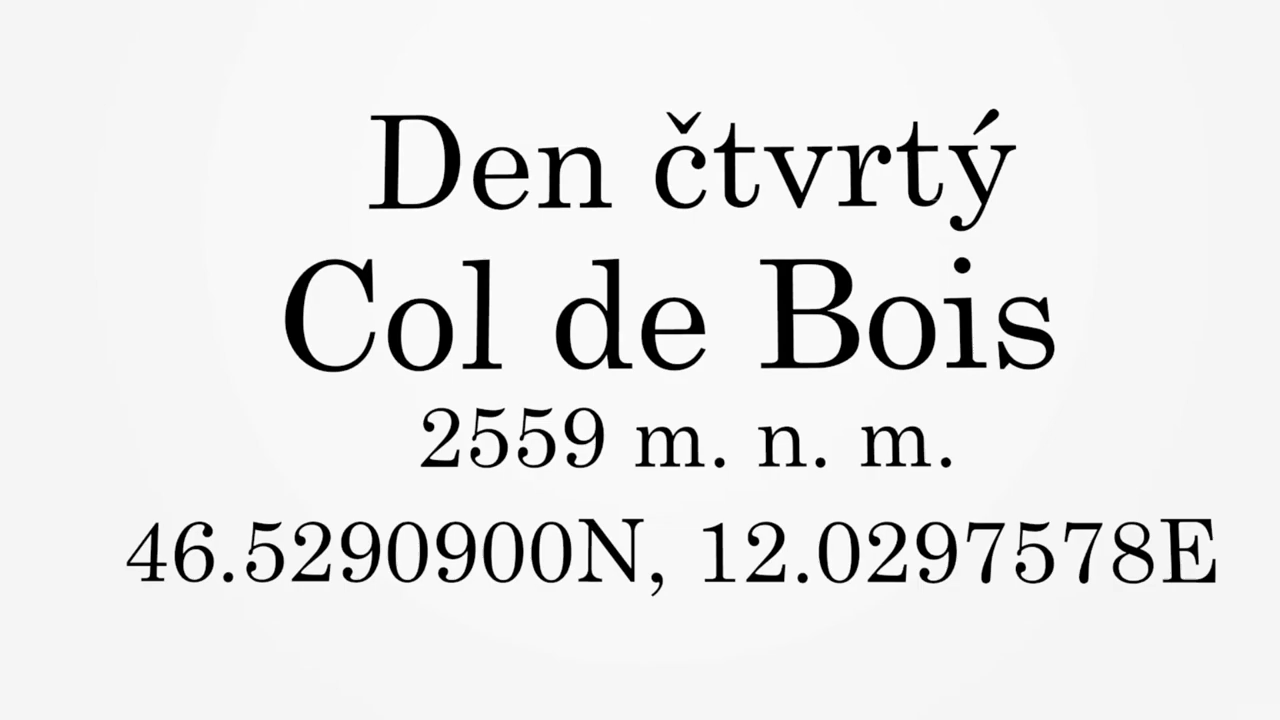 Den čtvrtý
Col de Bois
2559 m. n. m.
46.5290900N, 12.0297578E